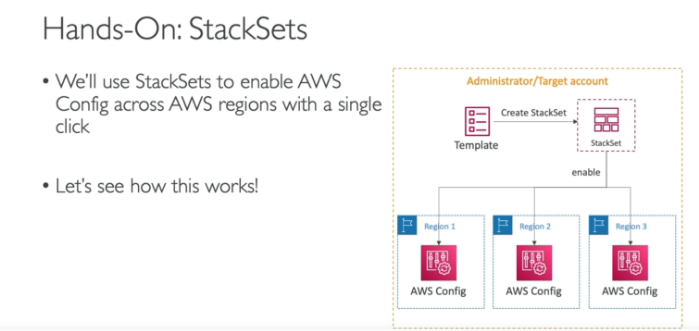 Hands-On: StackSets
• We'll use StackSets to enable AWS
Config across AWS regions with a single
click
• Let's see how this works!
Administrator/Target account
Create StackSet
Template
StackSet
enable
Region 1
Region 2
Region 3
AWS Config
AWS Config
AWS Config